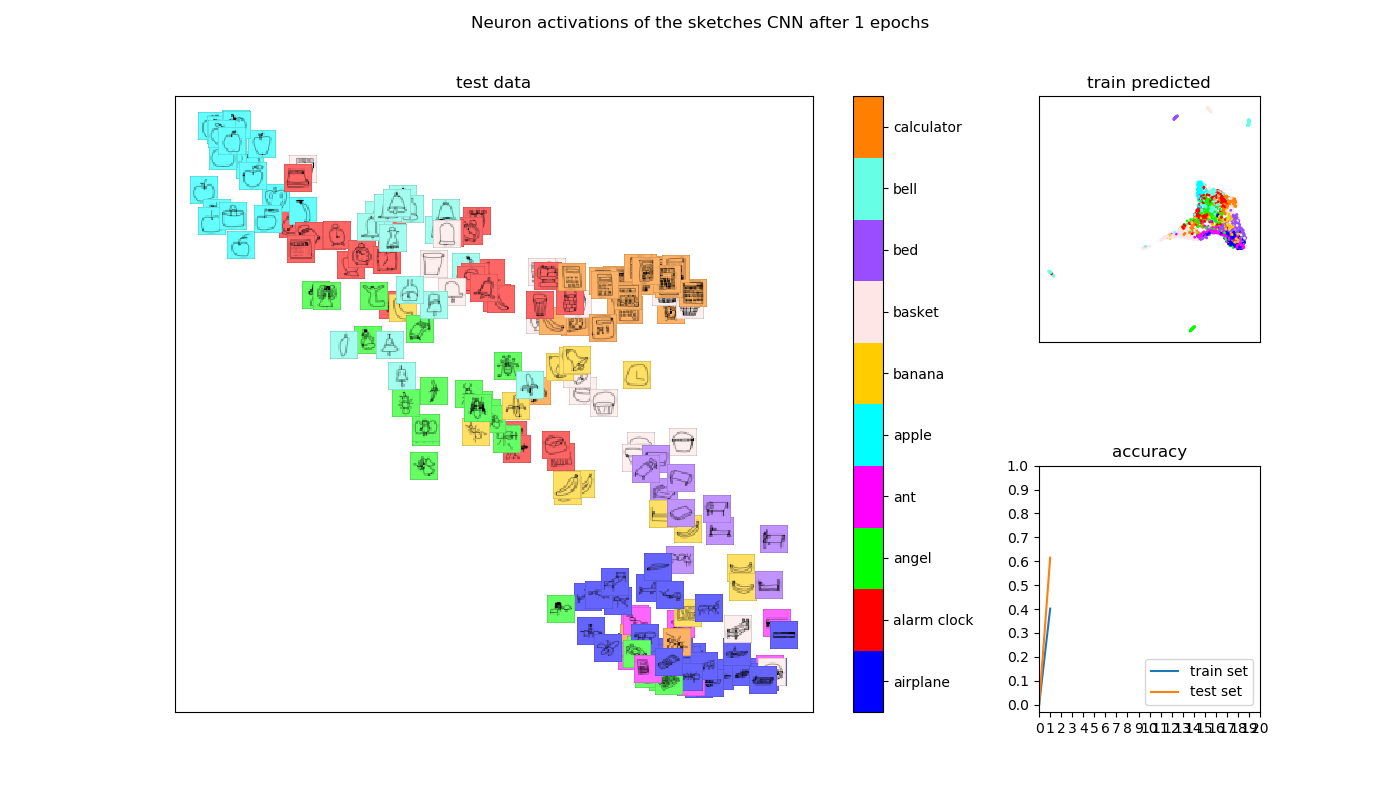 Neuron activations of the sketches CNN after 1 epochs
test data
calculator
bell
bed
basket
banana
apple
ant
angel
alarm clock
airplane
train predicted
accuracy
1.0
0.9
0.8
0.7
0.6
0.5
0.4
0.3
0.2
0.1
0.0
train set
test set
0 1 2 3 4 5 6 7 8 9 10 11 12 13 14 15 16 17 18 19 20